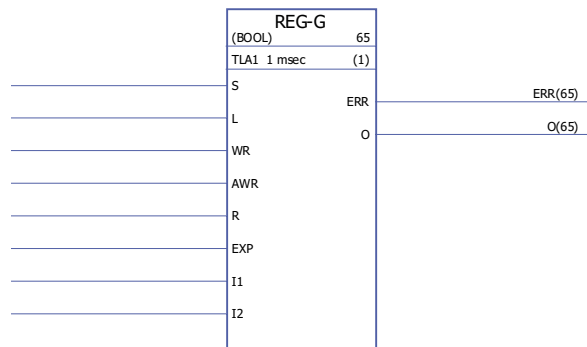 REG-G
(BOOL) 65
TLA1 1 msec (1)
S
ERR ERR(65)
L
O O(65)
WR
AWR
R
EXP
I1
I2